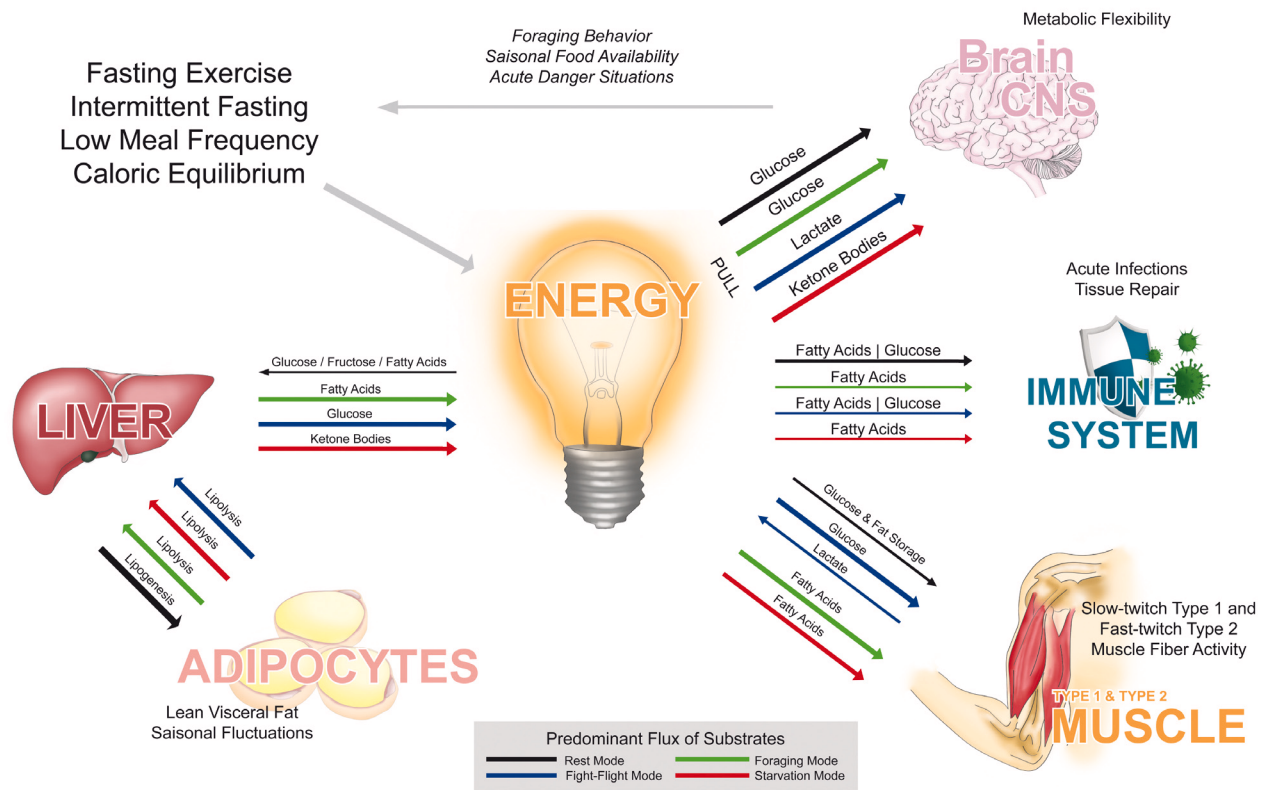 Metabolic Flexibility
Foraging Behavior
Saisonal Food Availability
Acute Danger Situations
Fasting Exercise
Intermittent Fasting
Low Meal Frequency
Caloric Equilibrium
Brain
CNS
Glucose
Glucose
Lactate
Ketone Bodies
PULL
ENERGY
Acute Infections
Tissue Repair
IMMUNE
SYSTEM
Fatty Acids | Glucose
Fatty Acids
Fatty Acids | Glucose
Fatty Acids
Glucose / Fructose / Fatty Acids
Fatty Acids
Glucose
Ketone Bodies
LIVER
Lipolysis
Lipolysis
Lipolysis
Lipogenesis
Glucose & Fat Storage
Glucose
Lactate
Fatty Acids
Fatty Acids
Slow-twitch Type 1 and
Fast-twitch Type 2
Muscle Fiber Activity
TYPE 1 & TYPE 2
MUSCLE
ADIPOCYTES
Lean Visceral Fat
Saisonal Fluctuations
Predominant Flux of Substrates
Rest Mode
Foraging Mode
Fight-Flight Mode
Starvation Mode